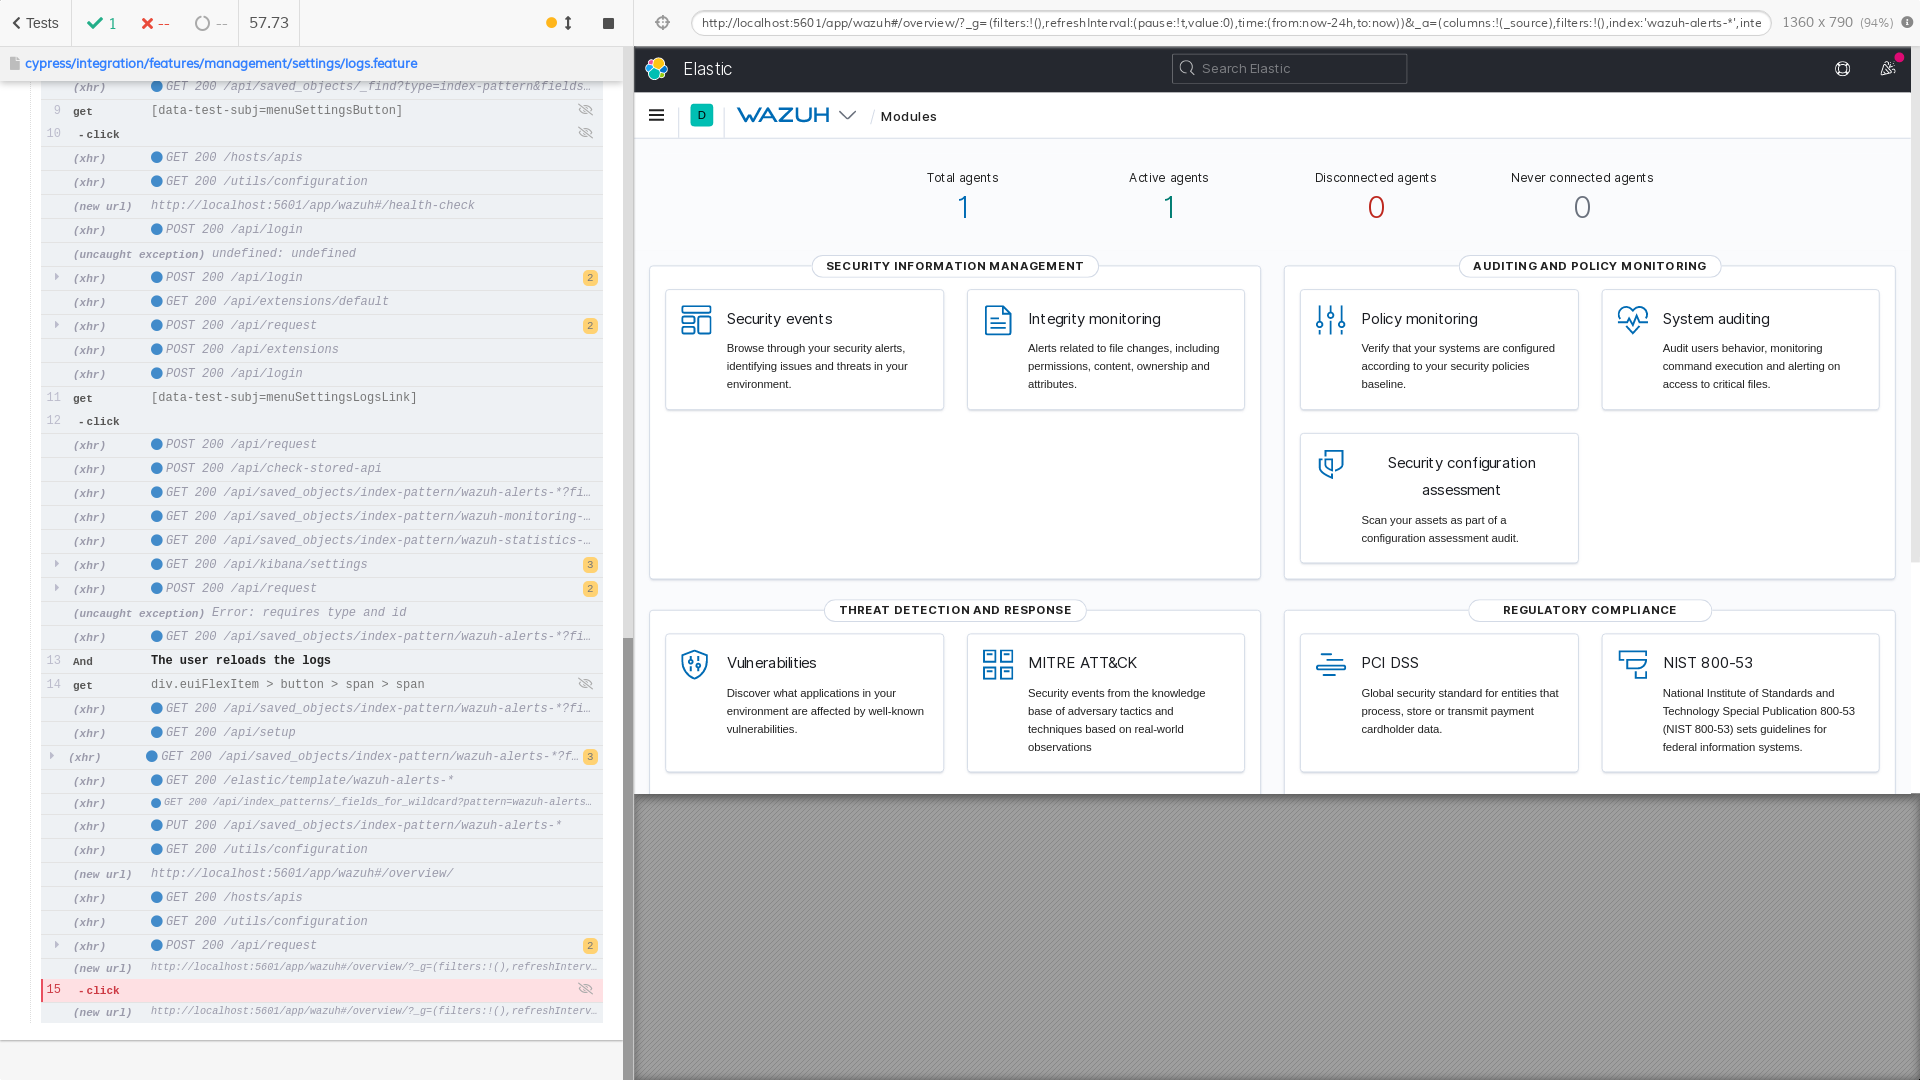 Tests
1
--
--
57.73
http://localhost:5601/app/wazuh#/overview/?_g=(filters:!(),refreshInterval:(pause:!t,value:0),time:(from:now-24h,to:now))&_a=(columns:!(_source),filters:!(),index:'wazuh-alerts-*',inte
1360 x 790 (94%)
cypress/integration/features/management/settings/logs.feature
(xhr) GET 200 /api/saved_objects/_find?type=index-pattern&fields…
9 get [data-test-subj=menuSettingsButton]
10 -click
(xhr) GET 200 /hosts/apis
(xhr) GET 200 /utils/configuration
(new url) http://localhost:5601/app/wazuh#/health-check
(xhr) POST 200 /api/login
(uncaught exception) undefined: undefined
(xhr) POST 200 /api/login 2
(xhr) GET 200 /api/extensions/default
(xhr) POST 200 /api/request 2
(xhr) POST 200 /api/extensions
(xhr) POST 200 /api/login
11 get [data-test-subj=menuSettingsLogsLink]
12 -click
(xhr) POST 200 /api/request
(xhr) POST 200 /api/check-stored-api
(xhr) GET 200 /api/saved_objects/index-pattern/wazuh-alerts-*?fi…
(xhr) GET 200 /api/saved_objects/index-pattern/wazuh-monitoring-…
(xhr) GET 200 /api/saved_objects/index-pattern/wazuh-statistics-…
(xhr) GET 200 /api/kibana/settings 3
(xhr) POST 200 /api/request 2
(uncaught exception) Error: requires type and id
(xhr) GET 200 /api/saved_objects/index-pattern/wazuh-alerts-*?fi…
13 And The user reloads the logs
14 get div.euiFlexItem > button > span > span
(xhr) GET 200 /api/saved_objects/index-pattern/wazuh-alerts-*?fi…
(xhr) GET 200 /api/setup
(xhr) GET 200 /api/saved_objects/index-pattern/wazuh-alerts-*?f… 3
(xhr) GET 200 /elastic/template/wazuh-alerts-*
(xhr) GET 200 /api/index_patterns/_fields_for_wildcard?pattern=wazuh-alerts…
(xhr) PUT 200 /api/saved_objects/index-pattern/wazuh-alerts-*
(xhr) GET 200 /utils/configuration
(new url) http://localhost:5601/app/wazuh#/overview/
(xhr) GET 200 /hosts/apis
(xhr) GET 200 /utils/configuration
(xhr) POST 200 /api/request 2
(new url) http://localhost:5601/app/wazuh#/overview/?_g=(filters:!(),refreshInterv…
15 -click
(new url) http://localhost:5601/app/wazuh#/overview/?_g=(filters:!(),refreshInterv…
Elastic
Search Elastic
D
WAZUH
/ Modules
Total agents
1
Active agents
1
Disconnected agents
0
Never connected agents
0
SECURITY INFORMATION MANAGEMENT
Security events
Browse through your security alerts,
identifying issues and threats in your
environment.
Integrity monitoring
Alerts related to file changes, including
permissions, content, ownership and
attributes.
AUDITING AND POLICY MONITORING
Policy monitoring
Verify that your systems are configured
according to your security policies
baseline.
System auditing
Audit users behavior, monitoring
command execution and alerting on
access to critical files.
Security configuration
assessment
Scan your assets as part of a
configuration assessment audit.
THREAT DETECTION AND RESPONSE
Vulnerabilities
Discover what applications in your
environment are affected by well-known
vulnerabilities.
MITRE ATT&CK
Security events from the knowledge
base of adversary tactics and
techniques based on real-world
observations
REGULATORY COMPLIANCE
PCI DSS
Global security standard for entities that
process, store or transmit payment
cardholder data.
NIST 800-53
National Institute of Standards and
Technology Special Publication 800-53
(NIST 800-53) sets guidelines for
federal information systems.